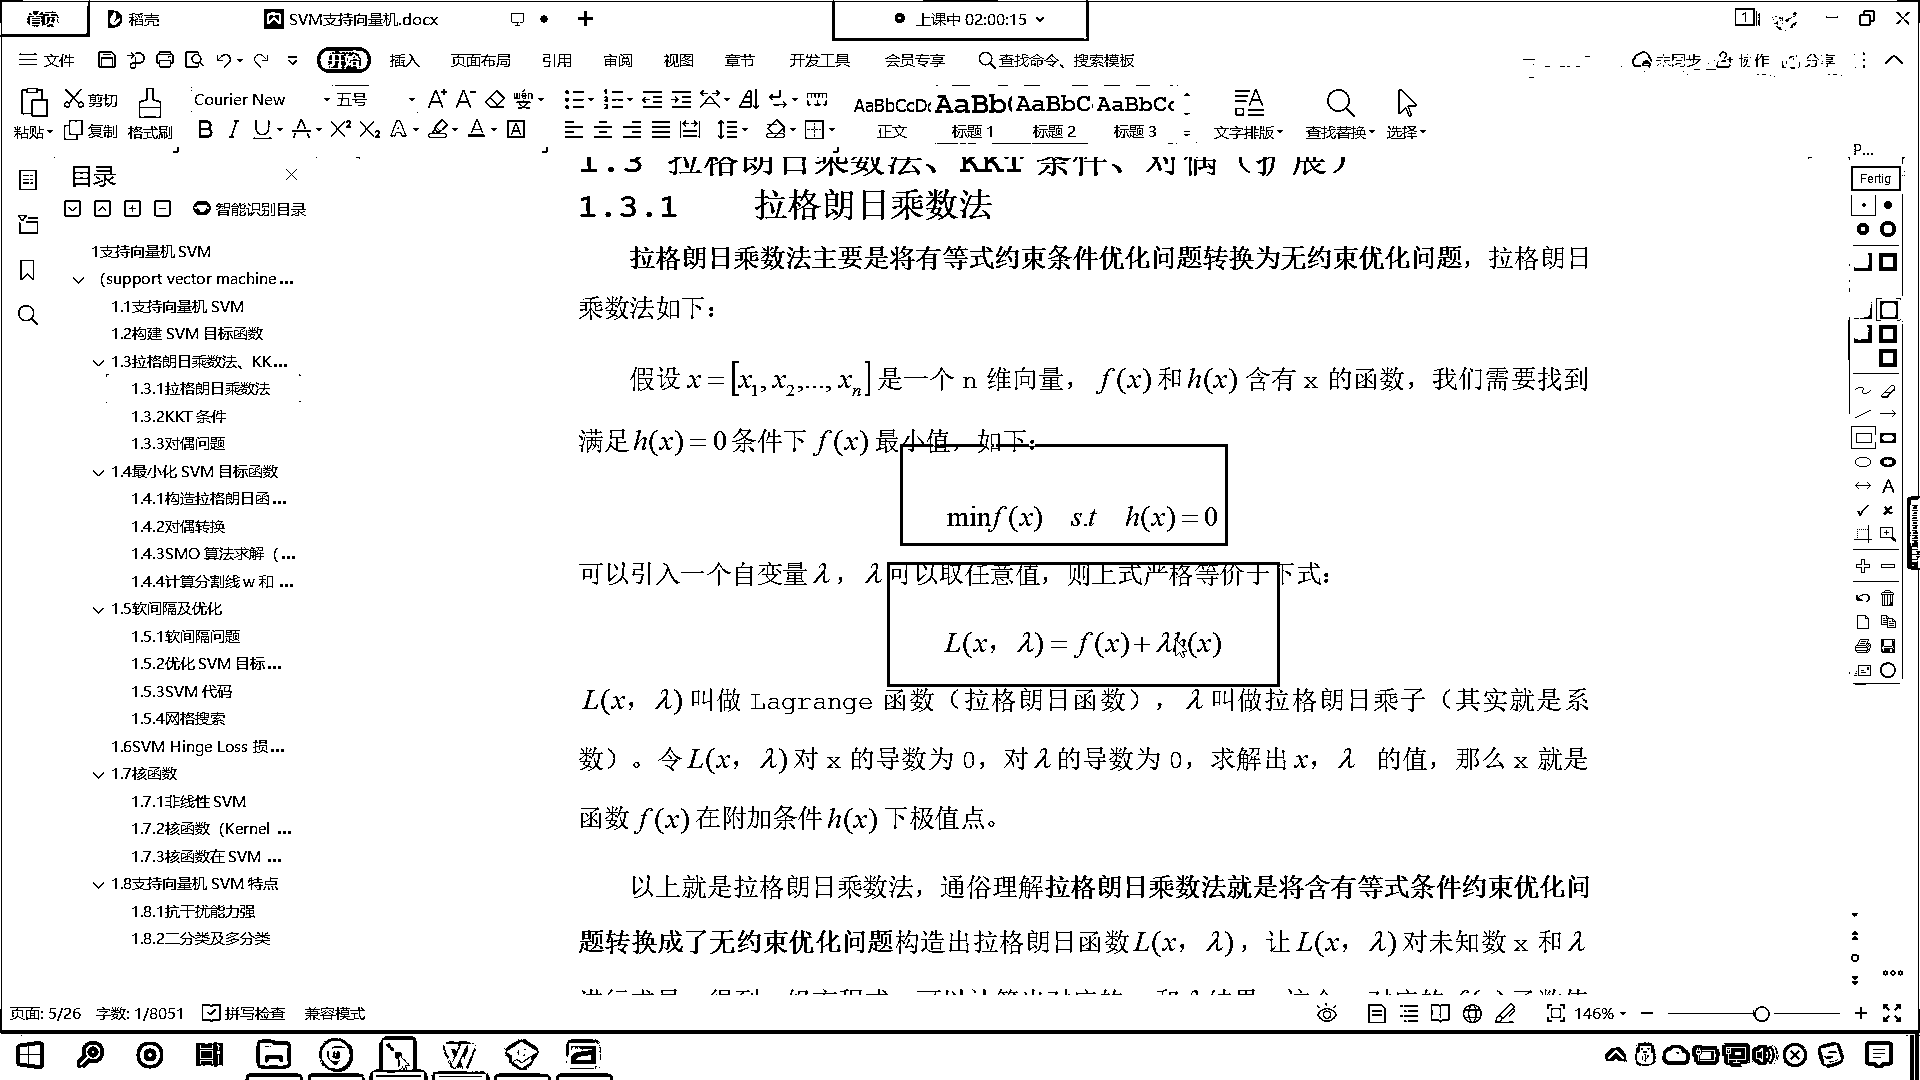 首页 稻壳 SVM支持向量机.docx 上课中 02:00:15
文件 开始 插入 页面布局 引用 审阅 视图 章节 开发工具 会员专享 查找命令、搜索模板 未同步 协作 分享
粘贴 剪切 复制 格式刷 Courier New 五号 AaBbCcDc 正文 AaBb( 标题 1 AaBbC 标题 2 AaBbCc 标题 3 文字排版 查找替换 选择
目录
智能识别目录
1支持向量机 SVM
(support vector machine ...
1.1支持向量机 SVM
1.2构建 SVM 目标函数
1.3拉格朗日乘数法、KK...
1.3.1拉格朗日乘数法
1.3.2KKT 条件
1.3.3对偶问题
1.4最小化 SVM 目标函数
1.4.1构造拉格朗日函 ...
1.4.2对偶转换
1.4.3SMO 算法求解（ ...
1.4.4计算分割线 w 和 ...
1.5软间隔及优化
1.5.1软间隔问题
1.5.2优化 SVM 目标...
1.5.3SVM 代码
1.5.4网格搜索
1.6SVM Hinge Loss 损...
1.7核函数
1.7.1非线性 SVM
1.7.2核函数（Kernel ...
1.7.3核函数在 SVM ...
1.8支持向量机 SVM 特点
1.8.1抗干扰能力强
1.8.2二分类及多分类
1.3 拉格朗日乘数法、KKT 条件、对偶（扩展）
1.3.1 拉格朗日乘数法
拉格朗日乘数法主要是将有等式约束条件优化问题转换为无约束优化问题，拉格朗日
乘数法如下：
假设 x = [x₁, x₂,..., xₙ] 是一个 n 维向量， f(x) 和 h(x) 含有 x 的函数，我们需要找到
满足 h(x) = 0 条件下 f(x) 最小值，如下：
min f(x) s.t h(x) = 0
可以引入一个自变量 λ，λ 可以取任意值，则上式严格等价于下式：
L(x，λ) = f(x) + λh(x)
L(x，λ) 叫做 Lagrange 函数（拉格朗日函数），λ 叫做拉格朗日乘子（其实就是系
数）。令 L(x，λ) 对 x 的导数为 0，对 λ 的导数为 0，求解出 x，λ 的值，那么 x 就是
函数 f(x) 在附加条件 h(x) 下极值点。
以上就是拉格朗日乘数法，通俗理解拉格朗日乘数法就是将含有等式条件约束优化问
题转换成了无约束优化问题构造出拉格朗日函数 L(x，λ)，让 L(x，λ) 对未知数 x 和 λ
P...
Fertig
页面: 5/26 字数: 1/8051 拼写检查 兼容模式 146%